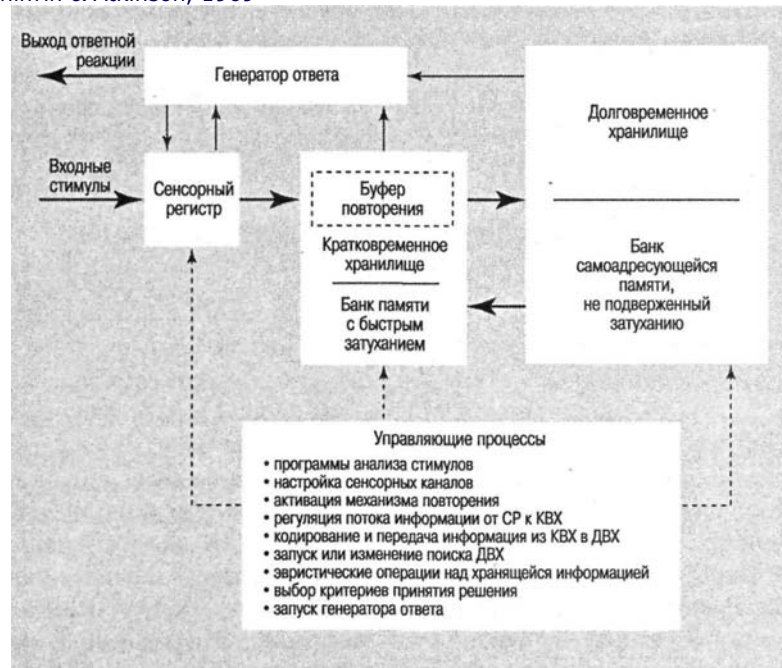 & Atkinson, 1969
Выход ответной
реакции
Генератор ответа
Долговременное
хранилище
Входные
стимулы
Сенсорный
регистр
Буфер
повторения
Кратковременное
хранилище
Банк памяти
с быстрым
затуханием
Банк
самоадресующейся
памяти,
не подверженный
затуханию
Управляющие процессы
• программы анализа стимулов
• настройка сенсорных каналов
• активация механизма повторения
• регуляция потока информации от СР к КВХ
• кодирование и передача информация из КВХ в ДВХ
• запуск или изменение поиска ДВХ
• эвристические операции над хранящейся информацией
• выбор критериев принятия решения
• запуск генератора ответа